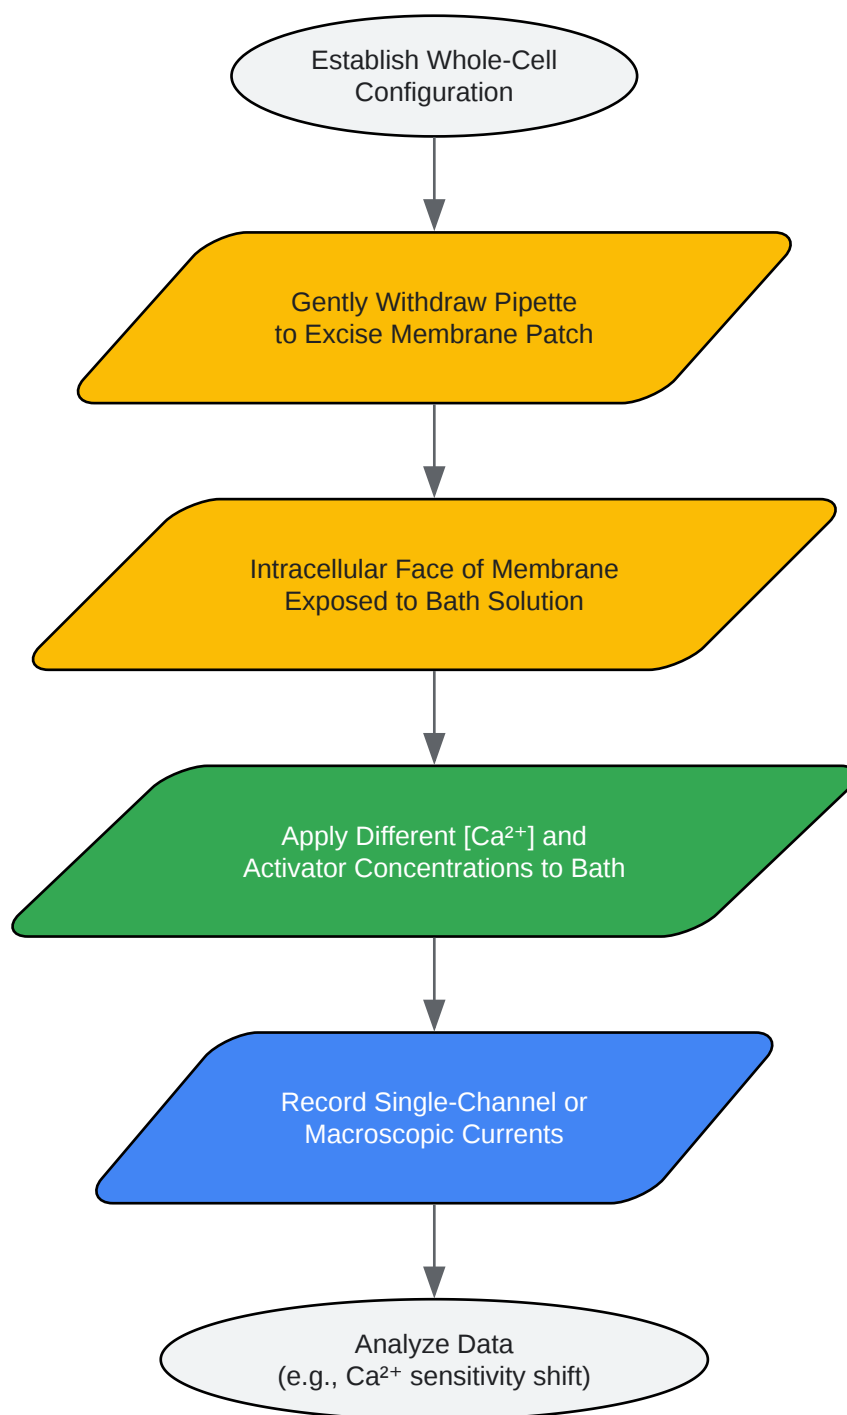 Establish Whole-Cell
Configuration
Gently Withdraw Pipette
to Excise Membrane Patch
Intracellular Face of Membrane
Exposed to Bath Solution
Apply Different [Ca²⁺] and
Activator Concentrations to Bath
Record Single-Channel or
Macroscopic Currents
Analyze Data
(e.g., Ca²⁺ sensitivity shift)